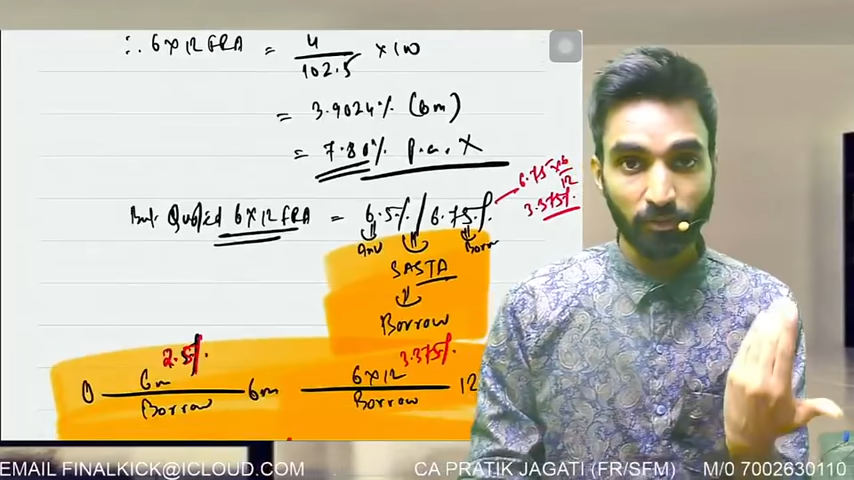 ∴ 6×12 FRA = 4/102.5 ×100
= 3.9024% (6m)
= 7.80% p.a. X
But Quoted 6×12 FRA = 6.5%/6.75%
6.75×6/12
3.375%
Inv
Borrow
SASTA
Borrow
2.5%
3.375%
0 6m 6m 6×12 12
Borrow Borrow
EMAIL FINALKICK@ICLOUD.COM CA PRATIK JAGATI (FR/SFM) M/0 7002630110